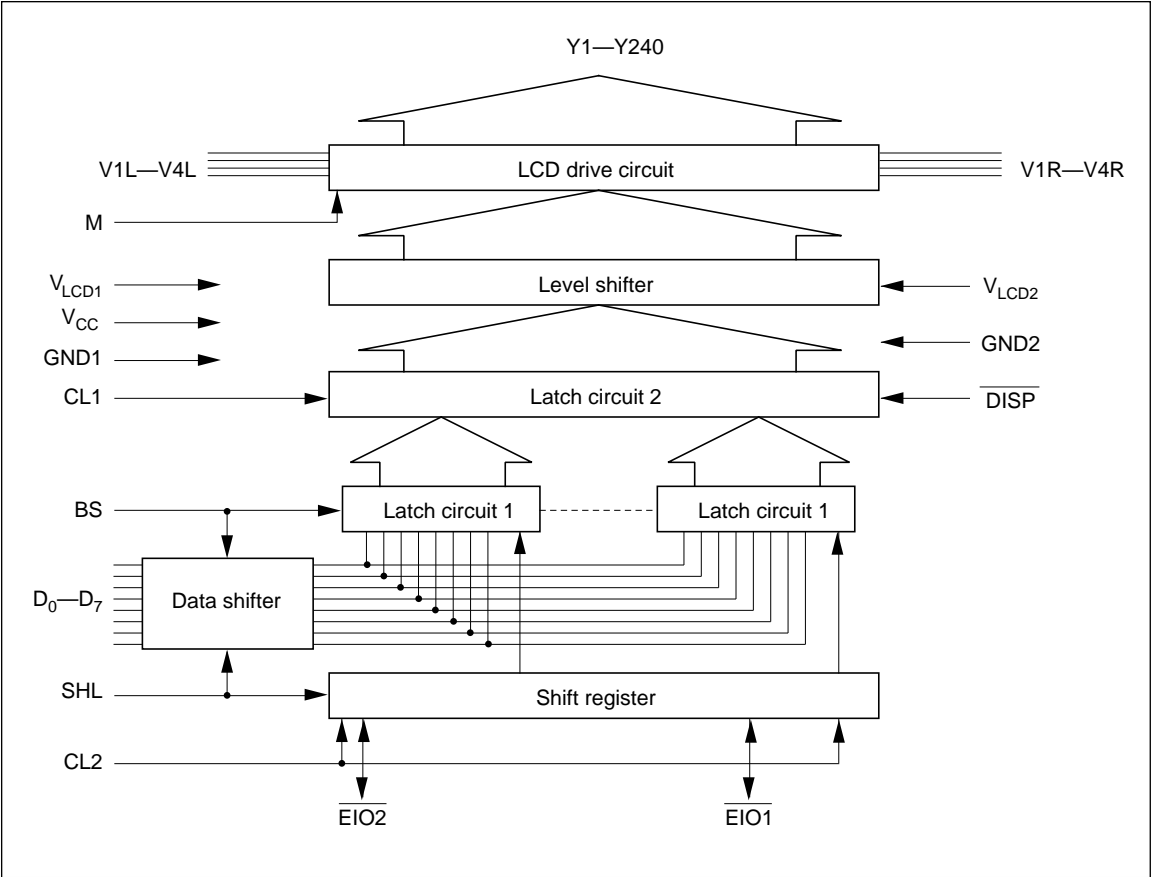 Y1—Y240
V1L—V4L
LCD drive circuit
V1R—V4R
M
VLCD1
Level shifter
VLCD2
VCC
GND1
GND2
CL1
Latch circuit 2
DISP
BS
Latch circuit 1
Latch circuit 1
D0—D7
Data shifter
SHL
Shift register
CL2
EIO2
EIO1